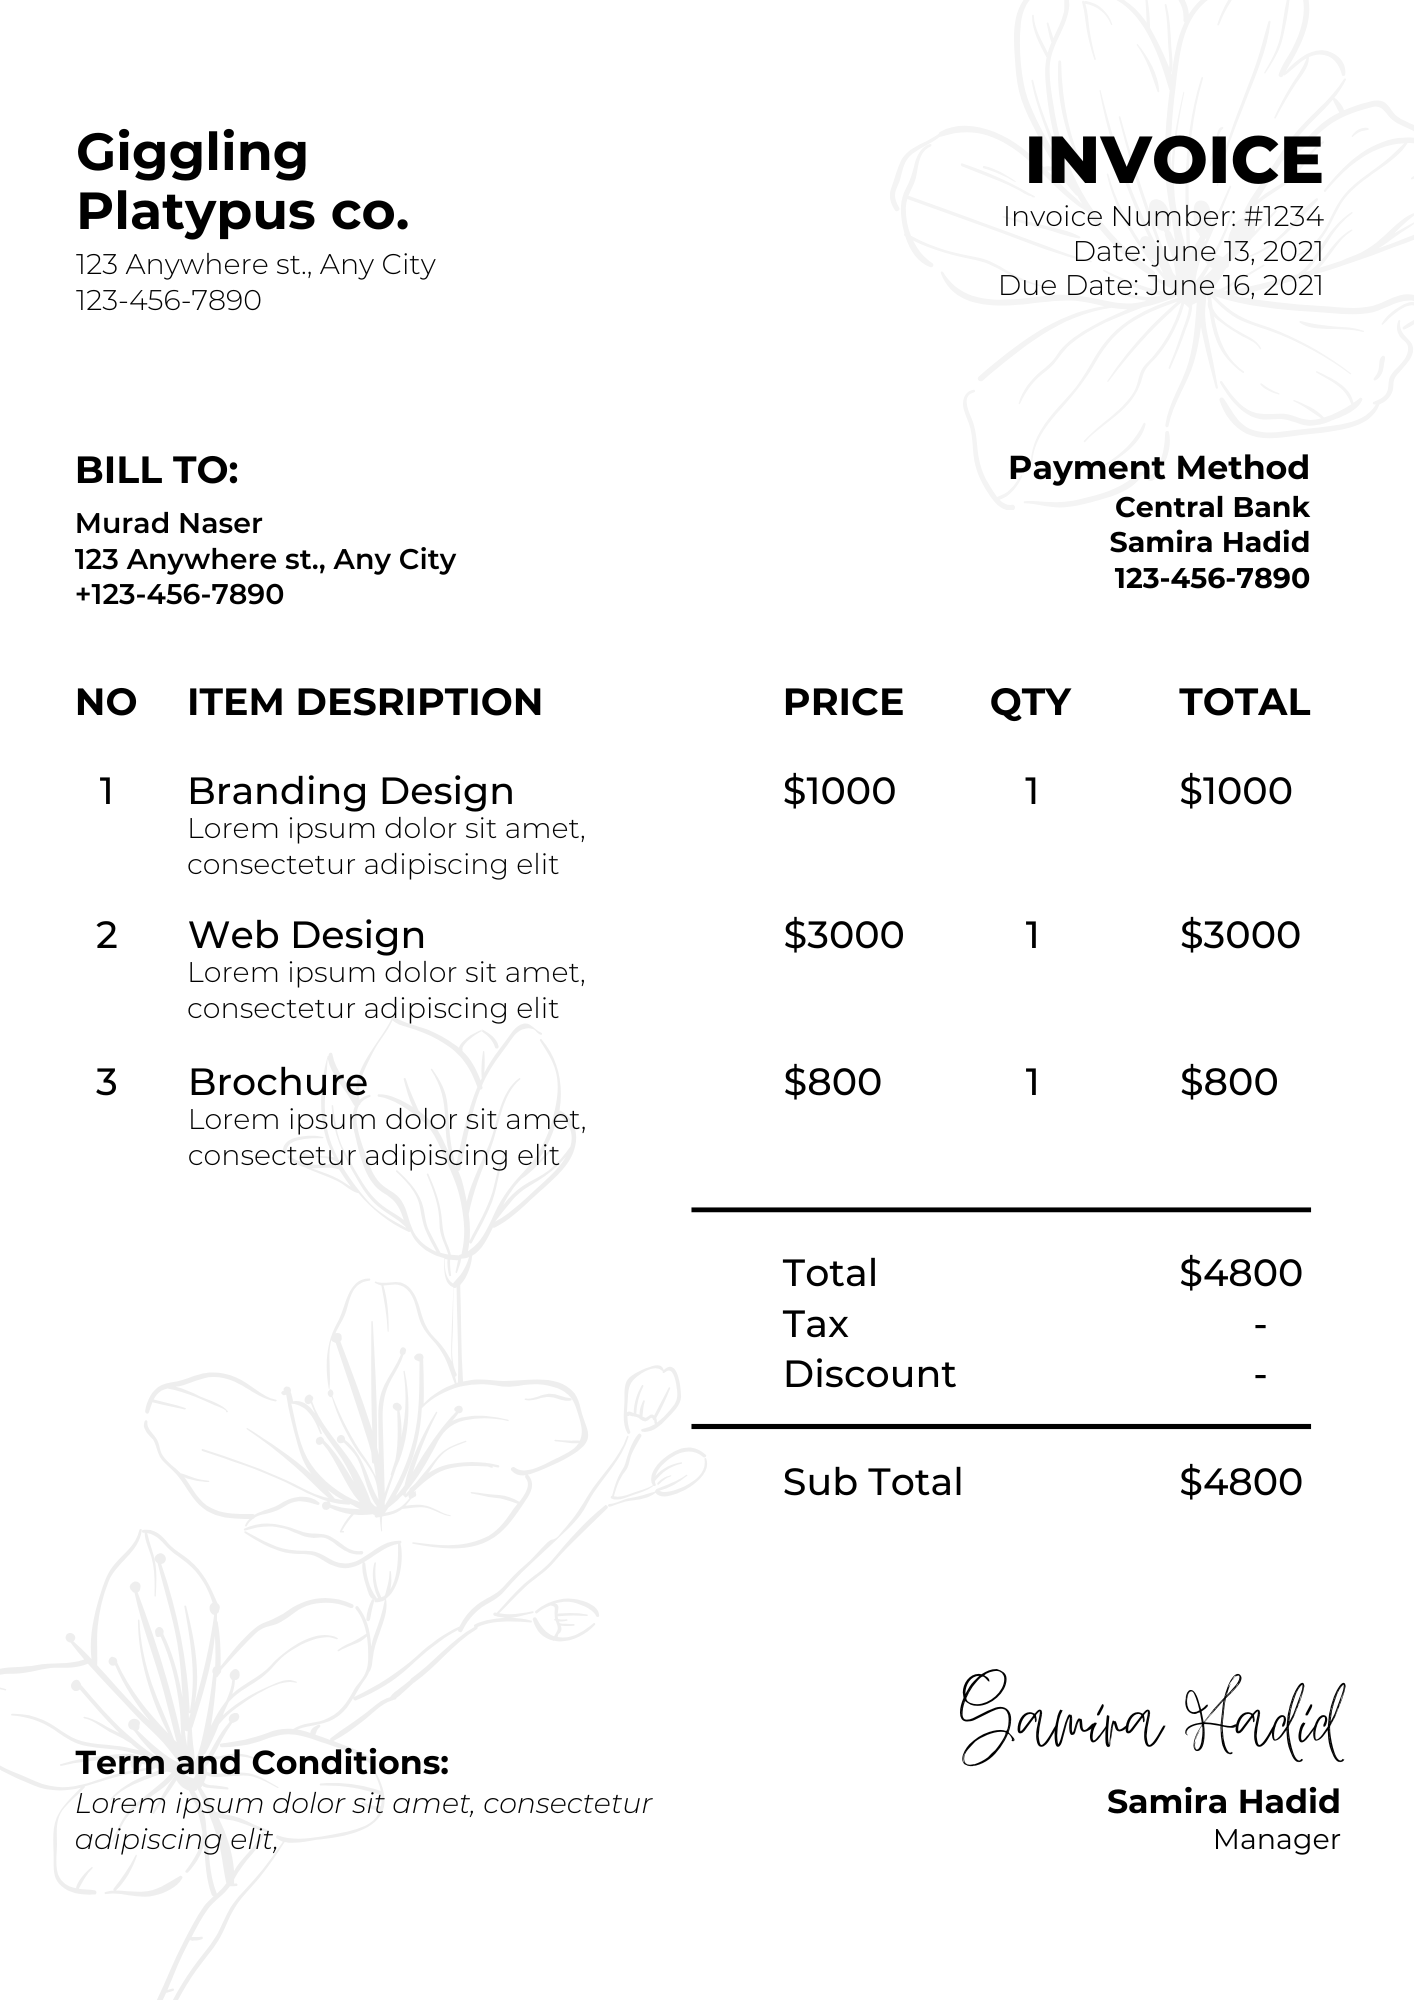 Giggling
Platypus co.
123 Anywhere st., Any City
123-456-7890
INVOICE
Invoice Number: #1234
Date: june 13, 2021
Due Date: June 16, 2021
BILL TO:
Murad Naser
123 Anywhere st., Any City
+123-456-7890
Payment Method
Central Bank
Samira Hadid
123-456-7890
NO ITEM DESRIPTION PRICE QTY TOTAL
1 Branding Design $1000 1 $1000
Lorem ipsum dolor sit amet,
consectetur adipiscing elit
2 Web Design $3000 1 $3000
Lorem ipsum dolor sit amet,
consectetur adipiscing elit
3 Brochure $800 1 $800
Lorem ipsum dolor sit amet,
consectetur adipiscing elit
Total $4800
Tax -
Discount -
Sub Total $4800
Term and Conditions:
Lorem ipsum dolor sit amet, consectetur
adipiscing elit,
Samira Hadid
Samira Hadid
Manager